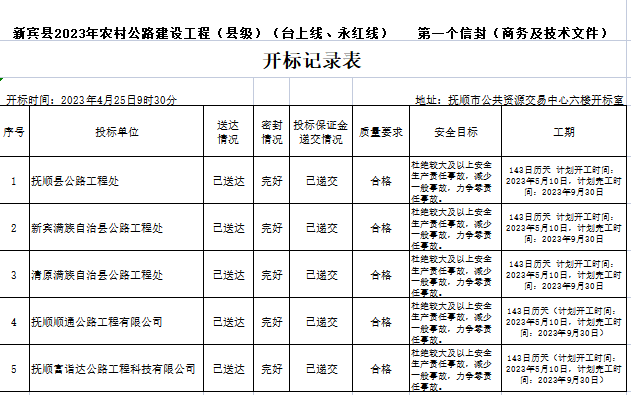 新宾县2023年农村公路建设工程（县级）（台上线、永红线） 第一个信封（商务及技术文件）
开标记录表
开标时间：2023年4月25日9时30分 地址：抚顺市公共资源交易中心六楼开标室
序号 投标单位 送达情况 密封情况 投标保证金递交情况 质量要求 安全目标 工期
1 抚顺县公路工程处 已送达 完好 已递交 合格 杜绝较大及以上安全生产责任事故，减少一般事故，力争零责任事故。 143日历天 计划开工时间：2023年5月10日，计划完工时间：2023年9月30日
2 新宾满族自治县公路工程处 已送达 完好 已递交 合格 杜绝较大及以上安全生产责任事故，减少一般事故，力争零责任事故。 143日历天 计划开工时间：2023年5月10日，计划完工时间：2023年9月30日
3 清原满族自治县公路工程处 已送达 完好 已递交 合格 杜绝较大及以上安全生产责任事故，减少一般事故，力争零责任事故。 143日历天 计划开工时间：2023年5月10日，计划完工时间：2023年9月30日
4 抚顺顺通公路工程有限公司 已送达 完好 已递交 合格 杜绝较大及以上安全生产责任事故，减少一般事故，力争零责任事故。 143日历天（计划开工时间：2023年5月10日，计划完工时间：2023年9月30日）
5 抚顺富诣达公路工程科技有限公司 已送达 完好 已递交 合格 杜绝较大及以上安全生产责任事故，减少一般事故，力争零责任事故。 143日历天（计划开工时间：2023年5月10日，计划完工时间：2023年9月30日）